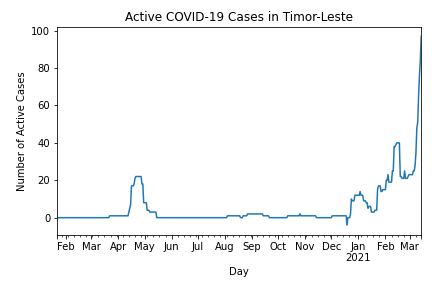 Active COVID-19 Cases in Timor-Leste
Number of Active Cases
100
80
60
40
20
0
Feb Mar Apr May Jun Jul Aug Sep Oct Nov Dec Jan Feb Mar
2021
Day